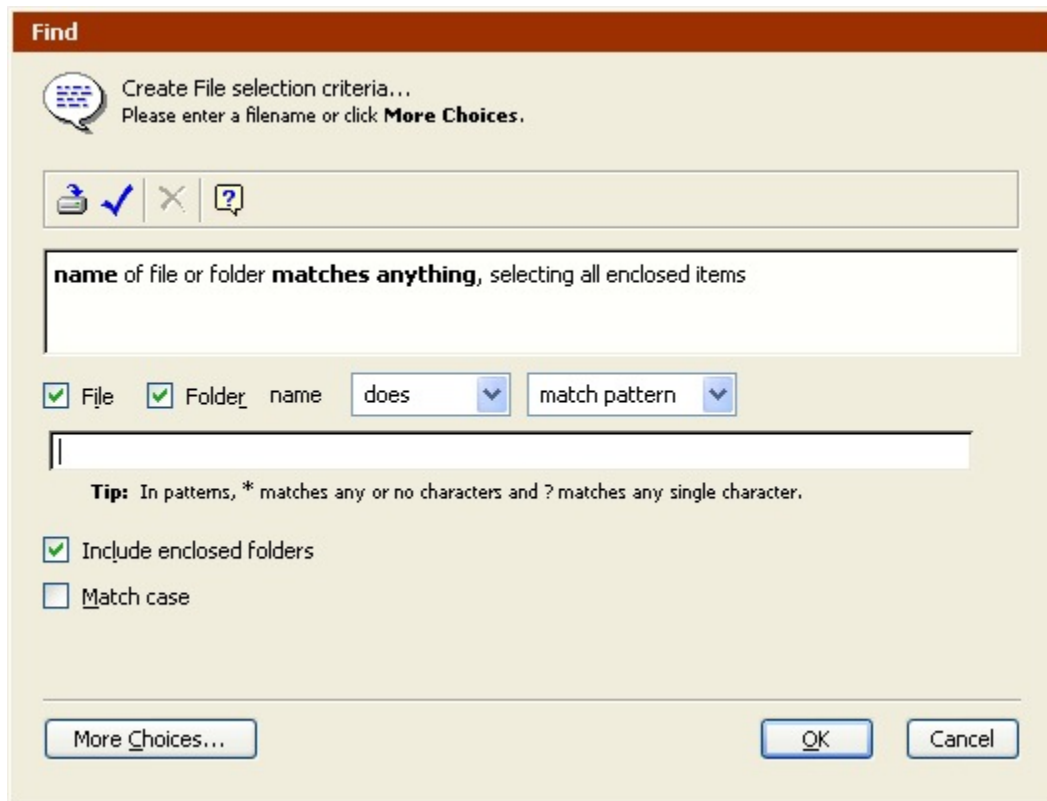 Find
Create File selection criteria...
Please enter a filename or click More Choices.
?
name of file or folder matches anything, selecting all enclosed items
File Folder name does match pattern
Tip: In patterns, * matches any or no characters and ? matches any single character.
Include enclosed folders
Match case
More Choices... OK Cancel